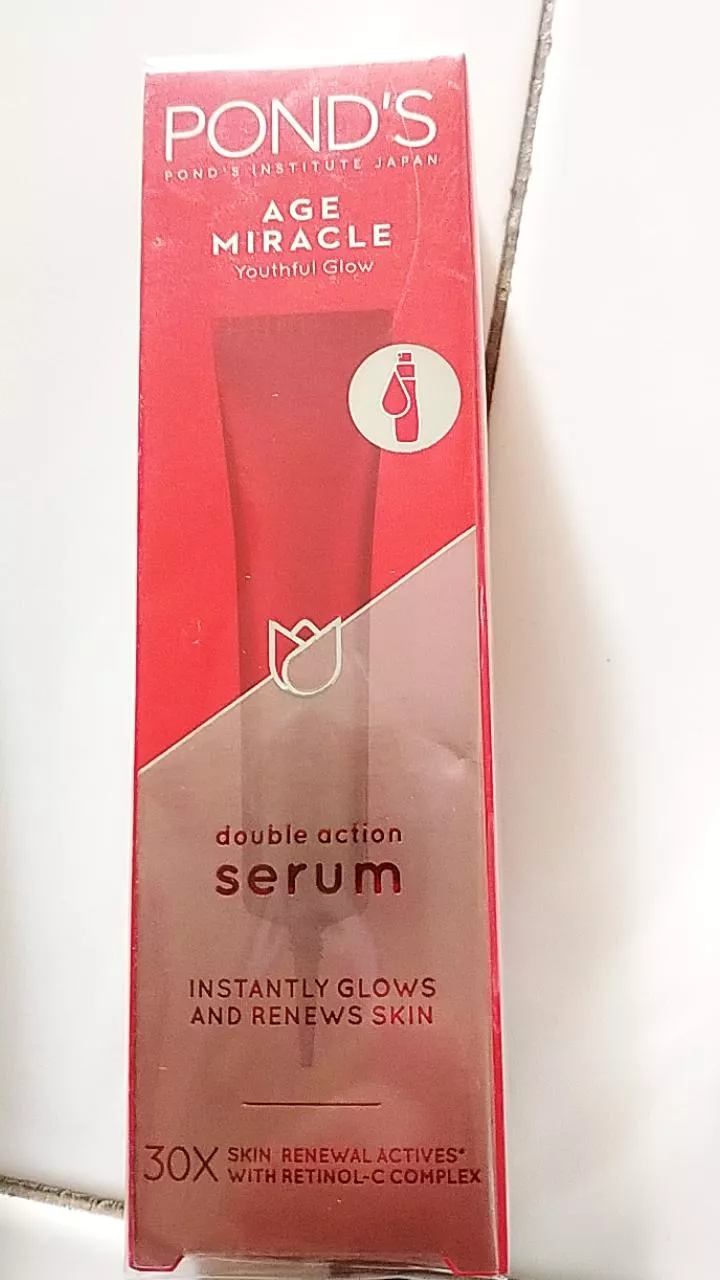 POND'S
POND'S INSTITUTE JAPAN
AGE
MIRACLE
Youthful Glow
double action
serum
INSTANTLY GLOWS
AND RENEWS SKIN
30X SKIN RENEWAL ACTIVES*
WITH RETINOL-C COMPLEX